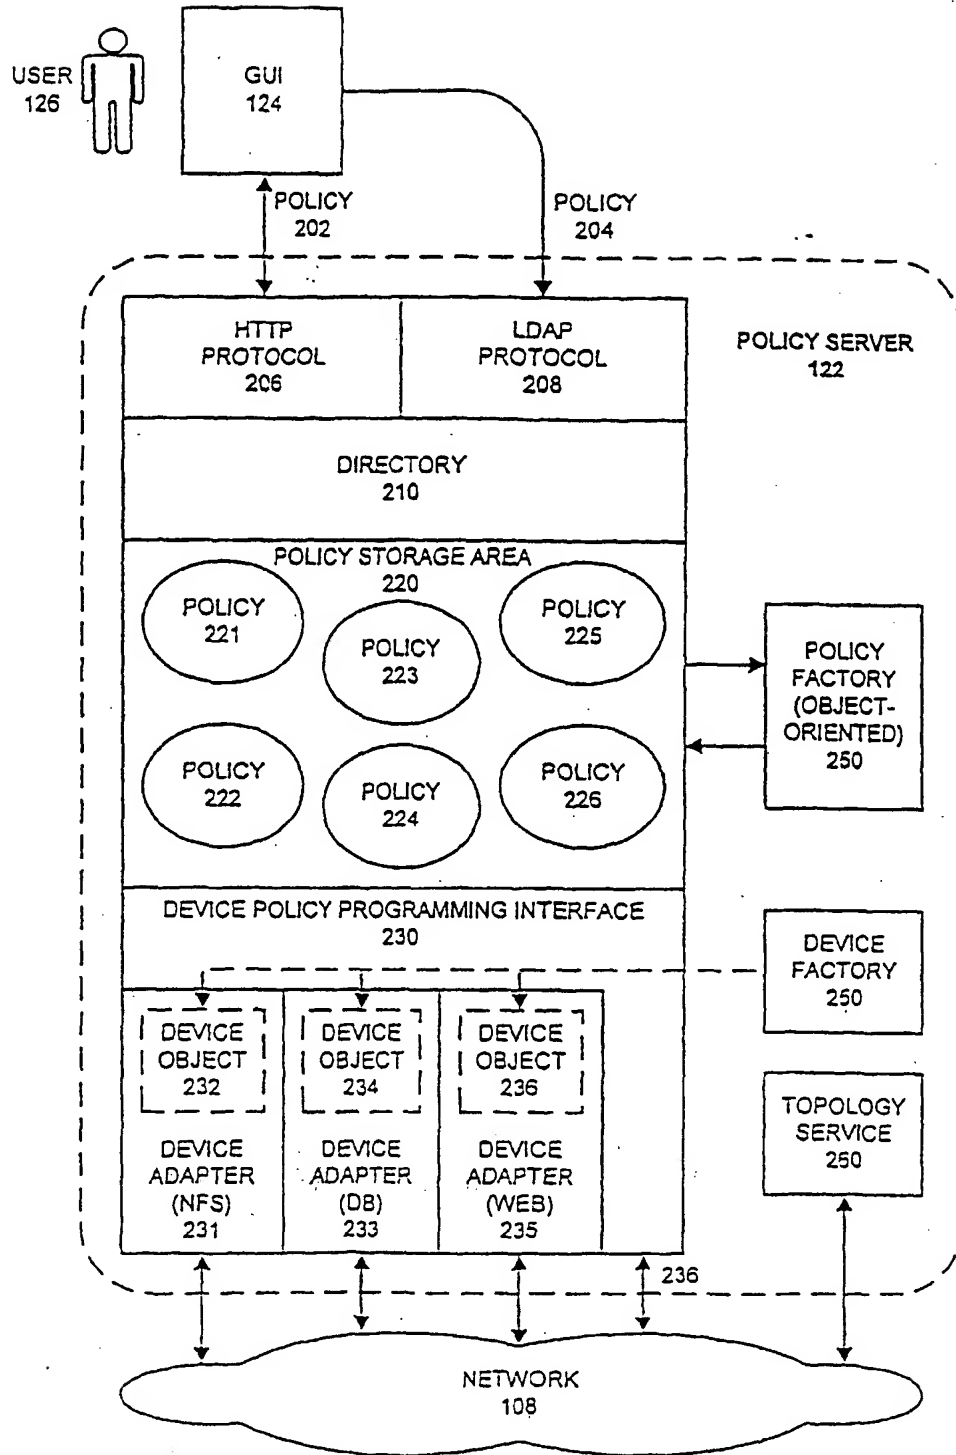 USER
126
GUI
124
POLICY
202
POLICY
204
HTTP
PROTOCOL
206
LDAP
PROTOCOL
208
POLICY SERVER
122
DIRECTORY
210
POLICY STORAGE AREA
220
POLICY
221
POLICY
223
POLICY
225
POLICY
222
POLICY
224
POLICY
226
POLICY
FACTORY
(OBJECT-
ORIENTED)
250
DEVICE POLICY PROGRAMMING INTERFACE
230
DEVICE
FACTORY
250
DEVICE
OBJECT
232
DEVICE
OBJECT
234
DEVICE
OBJECT
236
DEVICE
ADAPTER
(NFS)
231
DEVICE
ADAPTER
(DB)
233
DEVICE
ADAPTER
(WEB)
235
TOPOLOGY
SERVICE
260
236
NETWORK
108